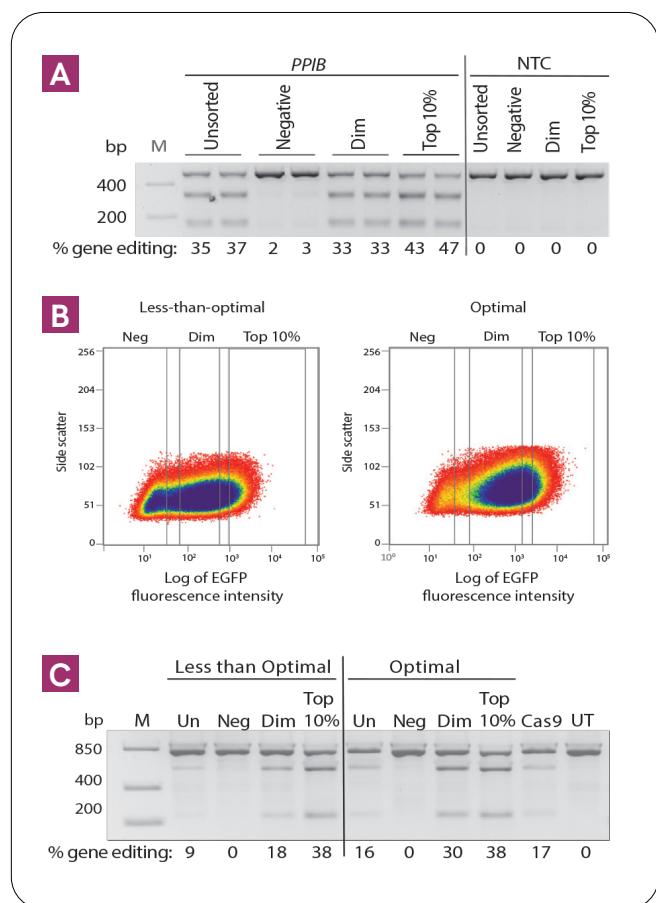 A
PPIB NTC
Unsorted Negative Dim Top 10% Unsorted Negative Dim Top 10%
bp M
400
200
% gene editing: 35 37 2 3 33 33 43 47 0 0 0 0
B
Less-than-optimal Optimal
Neg Dim Top 10% Neg Dim Top 10%
256 256
204 204
153 153
102 102
51 51
0 0
Side scatter Side scatter
10¹ 10² 10³ 10⁴ 10⁵ 10⁰ 10¹ 10² 10³ 10⁴ 10⁵
Log of EGFP Log of EGFP
fluorescence intensity fluorescence intensity
C
Less than Optimal Optimal
Top Top
bp M Un Neg Dim 10% Un Neg Dim 10% Cas9 UT
850
400
200
% gene editing: 9 0 18 38 16 0 30 38 17 0